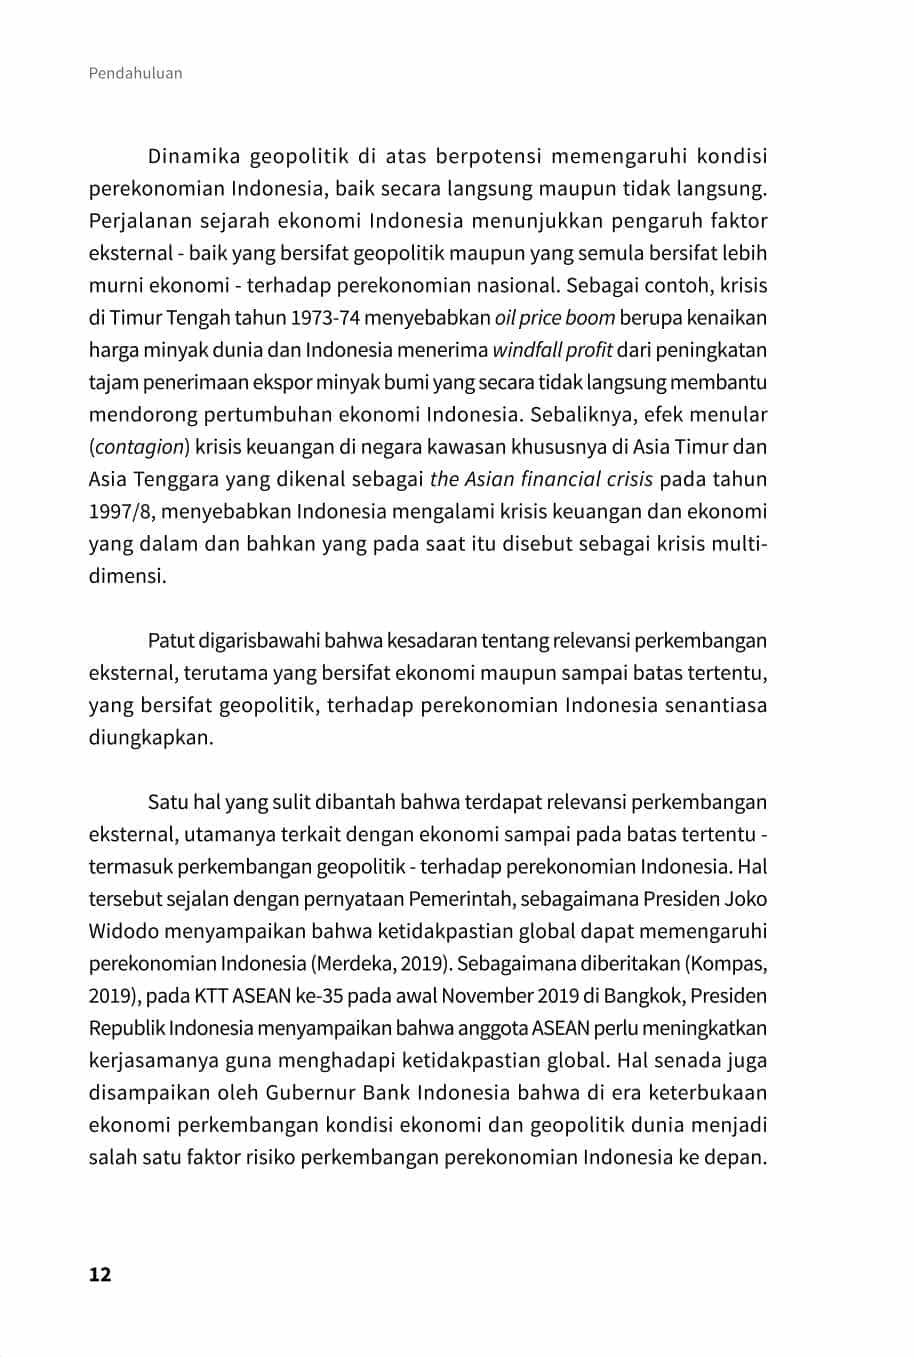 Pendahuluan
Dinamika geopolitik di atas berpotensi memengaruhi kondisi
perekonomian Indonesia, baik secara langsung maupun tidak langsung.
Perjalanan sejarah ekonomi Indonesia menunjukkan pengaruh faktor
eksternal - baik yang bersifat geopolitik maupun yang semula bersifat lebih
murni ekonomi - terhadap perekonomian nasional. Sebagai contoh, krisis
di Timur Tengah tahun 1973-74 menyebabkan oil price boom berupa kenaikan
harga minyak dunia dan Indonesia menerima windfall profit dari peningkatan
tajam penerimaan ekspor minyak bumi yang secara tidak langsung membantu
mendorong pertumbuhan ekonomi Indonesia. Sebaliknya, efek menular
(contagion) krisis keuangan di negara kawasan khususnya di Asia Timur dan
Asia Tenggara yang dikenal sebagai the Asian financial crisis pada tahun
1997/8, menyebabkan Indonesia mengalami krisis keuangan dan ekonomi
yang dalam dan bahkan yang pada saat itu disebut sebagai krisis multi-
dimensi.
Patut digarisbawahi bahwa kesadaran tentang relevansi perkembangan
eksternal, terutama yang bersifat ekonomi maupun sampai batas tertentu,
yang bersifat geopolitik, terhadap perekonomian Indonesia senantiasa
diungkapkan.
Satu hal yang sulit dibantah bahwa terdapat relevansi perkembangan
eksternal, utamanya terkait dengan ekonomi sampai pada batas tertentu -
termasuk perkembangan geopolitik - terhadap perekonomian Indonesia. Hal
tersebut sejalan dengan pernyataan Pemerintah, sebagaimana Presiden Joko
Widodo menyampaikan bahwa ketidakpastian global dapat memengaruhi
perekonomian Indonesia (Merdeka, 2019). Sebagaimana diberitakan (Kompas,
2019), pada KTT ASEAN ke-35 pada awal November 2019 di Bangkok, Presiden
Republik Indonesia menyampaikan bahwa anggota ASEAN perlu meningkatkan
kerjasamanya guna menghadapi ketidakpastian global. Hal senada juga
disampaikan oleh Gubernur Bank Indonesia bahwa di era keterbukaan
ekonomi perkembangan kondisi ekonomi dan geopolitik dunia menjadi
salah satu faktor risiko perkembangan perekonomian Indonesia ke depan.
12